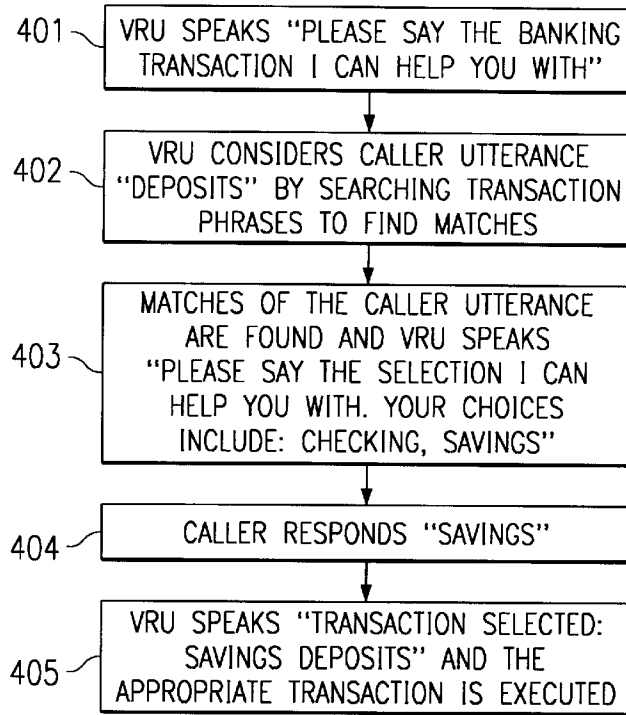 401
VRU SPEAKS "PLEASE SAY THE BANKING
TRANSACTION I CAN HELP YOU WITH"
402
VRU CONSIDERS CALLER UTTERANCE
"DEPOSITS" BY SEARCHING TRANSACTION
PHRASES TO FIND MATCHES
403
MATCHES OF THE CALLER UTTERANCE
ARE FOUND AND VRU SPEAKS
"PLEASE SAY THE SELECTION I CAN
HELP YOU WITH. YOUR CHOICES
INCLUDE: CHECKING, SAVINGS"
404
CALLER RESPONDS "SAVINGS"
405
VRU SPEAKS "TRANSACTION SELECTED:
SAVINGS DEPOSITS" AND THE
APPROPRIATE TRANSACTION IS EXECUTED